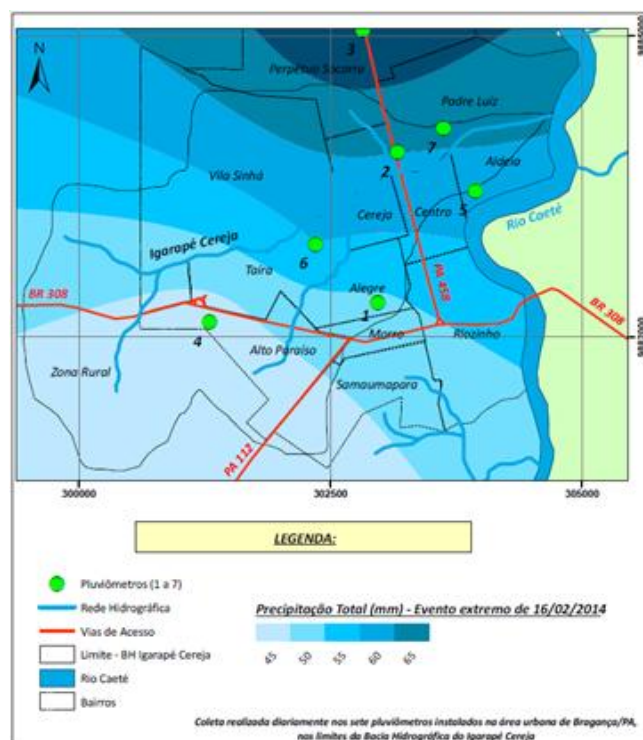 N
3
Perpétuo Socorro
Padre Luiz
7
2
Aldeia
Vila Sinhá
5
Cereja
Centro
Rio Caeté
Igarapé Cereja
6
Taíra
PA 458
BR 308
Alegre
1
BR 308
4
Morro
Riozinho
Alto Paraíso
Zona Rural
Samaumapara
PA 112
9882000
300000 302500 305000
LEGENDA:
Pluviômetros (1 a 7)
Rede Hidrográfica
Vias de Acesso
Limite - BH Igarapé Cereja
Rio Caeté
Bairros
Precipitação Total (mm) - Evento extremo de 16/02/2014
45 50 55 60 65
Coleta realizada diariamente nos sete pluviômetros instalados na área urbana de Bragança/PA,
nos limites da Bacia Hidrográfica do Igarapé Cereja